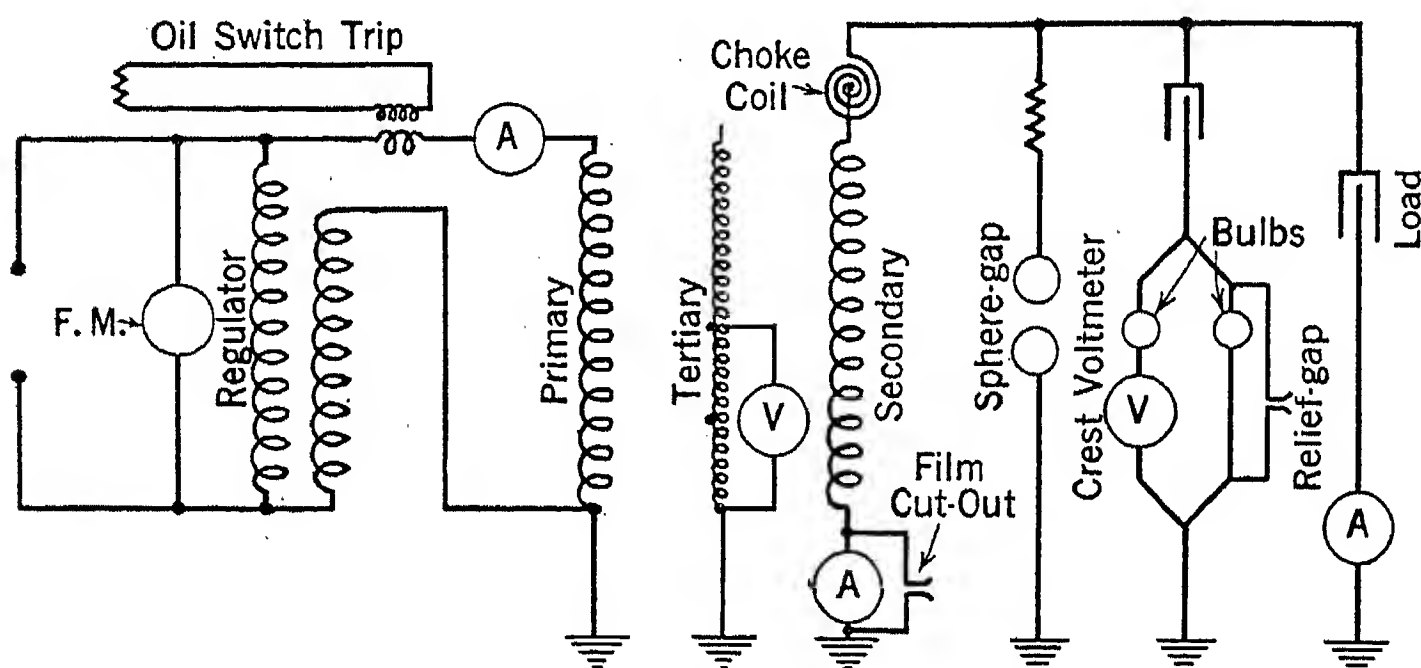 Oil Switch Trip
A
F. M.
Regulator
Primary
Tertiary
V
Choke
Coil
Secondary
Film
Cut-Out
A
Sphere-gap
Crest Voltmeter
V
Bulbs
Relief-gap
Load
A